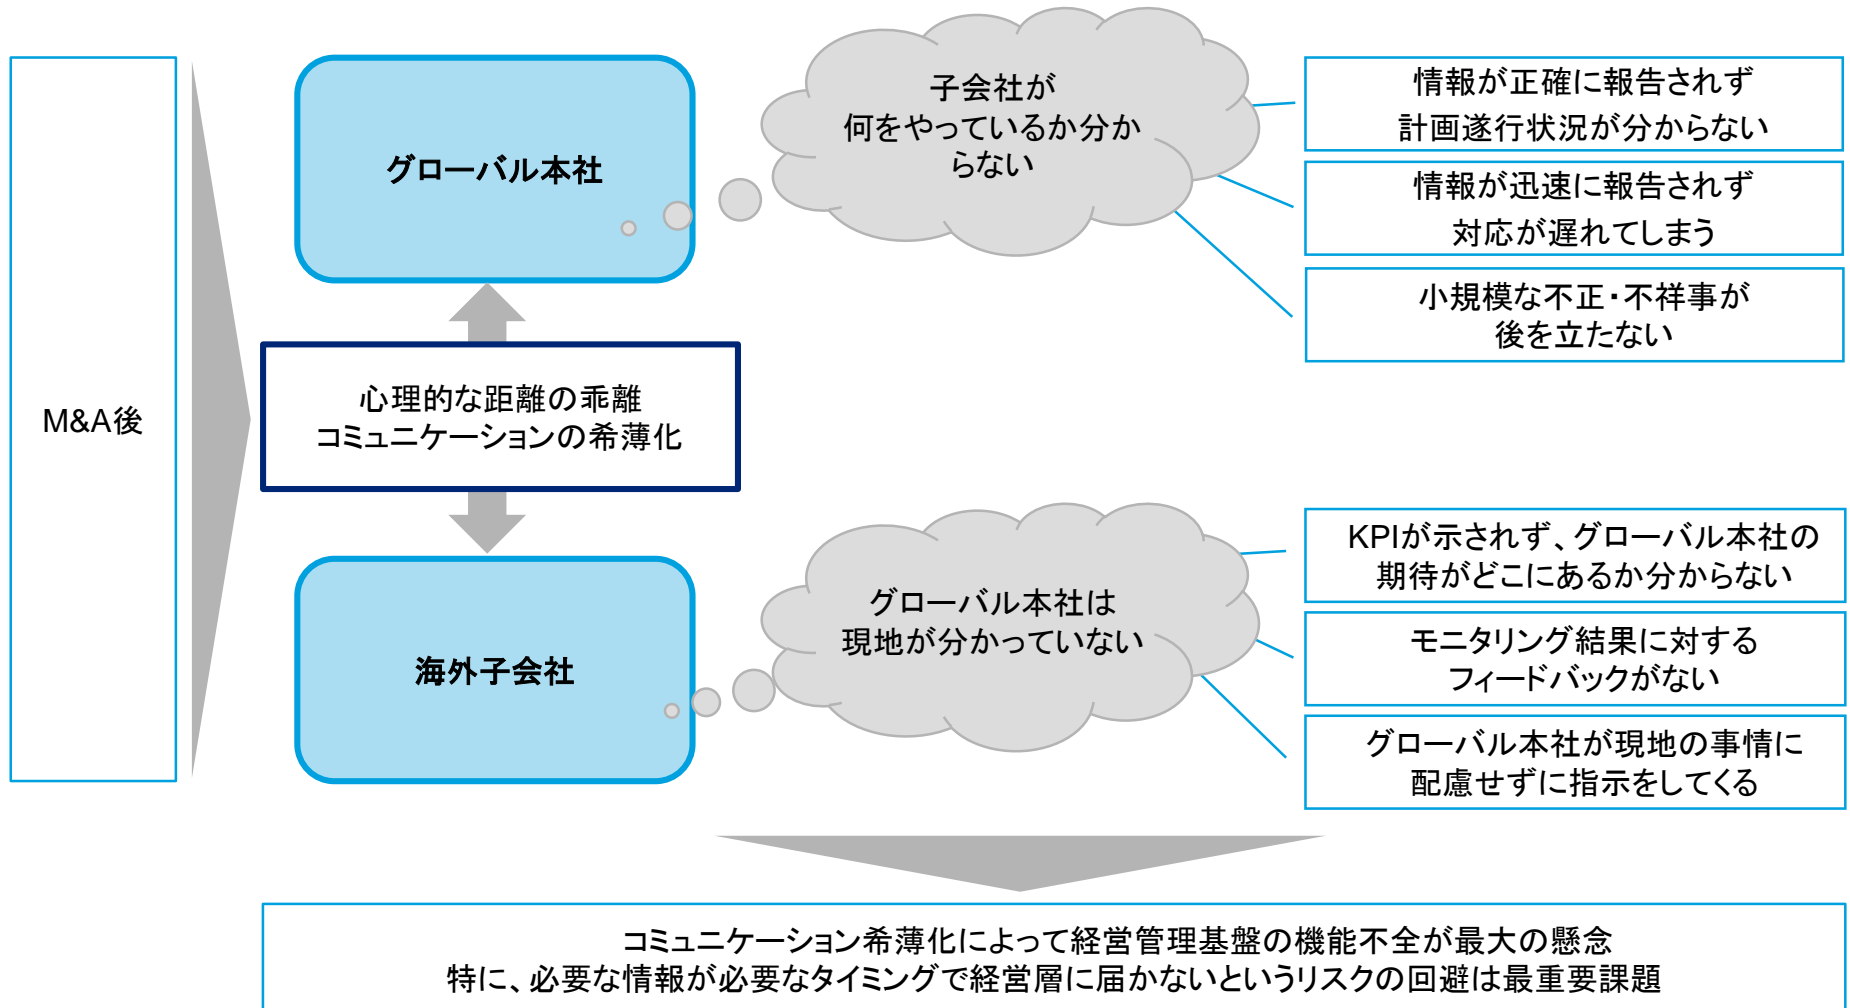 M&A後
グローバル本社
心理的な距離の乖離
コミュニケーションの希薄化
海外子会社
子会社が
何をやっているか分か
らない
情報が正確に報告されず
計画遂行状況が分からない
情報が迅速に報告されず
対応が遅れてしまう
小規模な不正・不祥事が
後を立たない
グローバル本社は
現地が分かっていない
KPIが示されず、グローバル本社の
期待がどこにあるか分からない
モニタリング結果に対する
フィードバックがない
グローバル本社が現地の事情に
配慮せずに指示をしてくる
コミュニケーション希薄化によって経営管理基盤の機能不全が最大の懸念
特に、必要な情報が必要なタイミングで経営層に届かないというリスクの回避は最重要課題